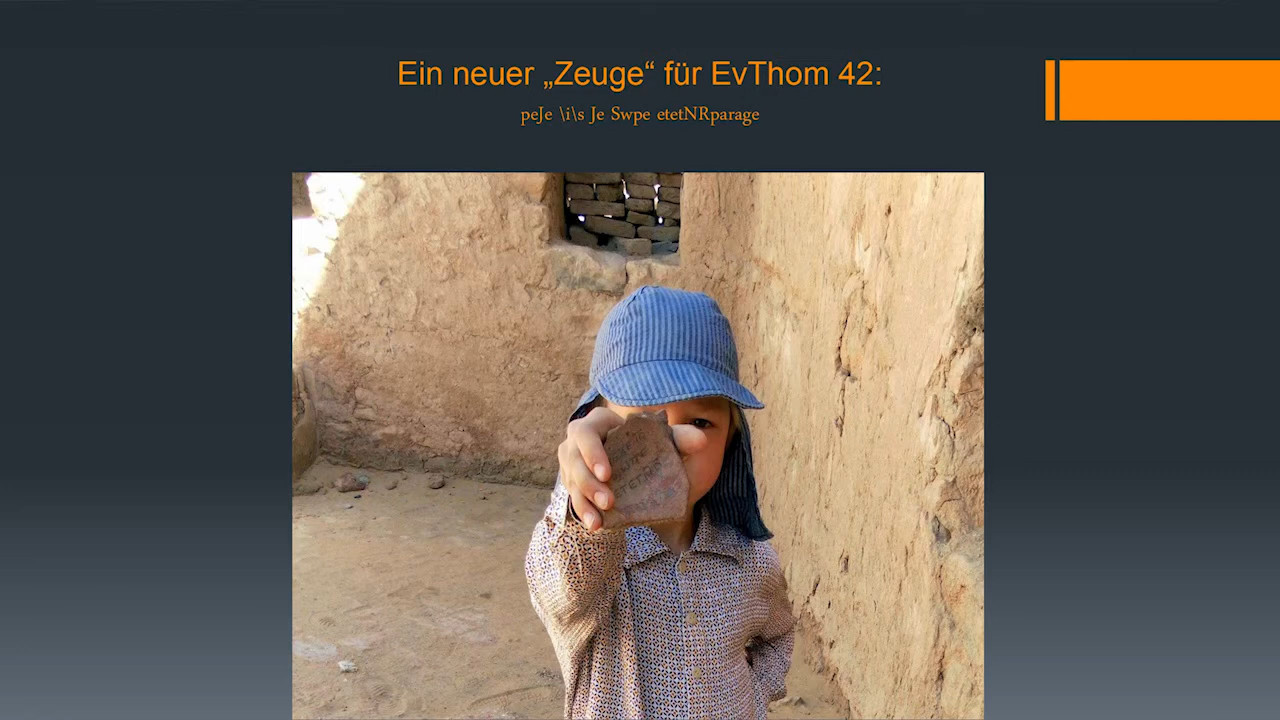 Ein neuer „Zeuge“ für EvThom 42:
peJe \i\s Je Swpe etetNRparage